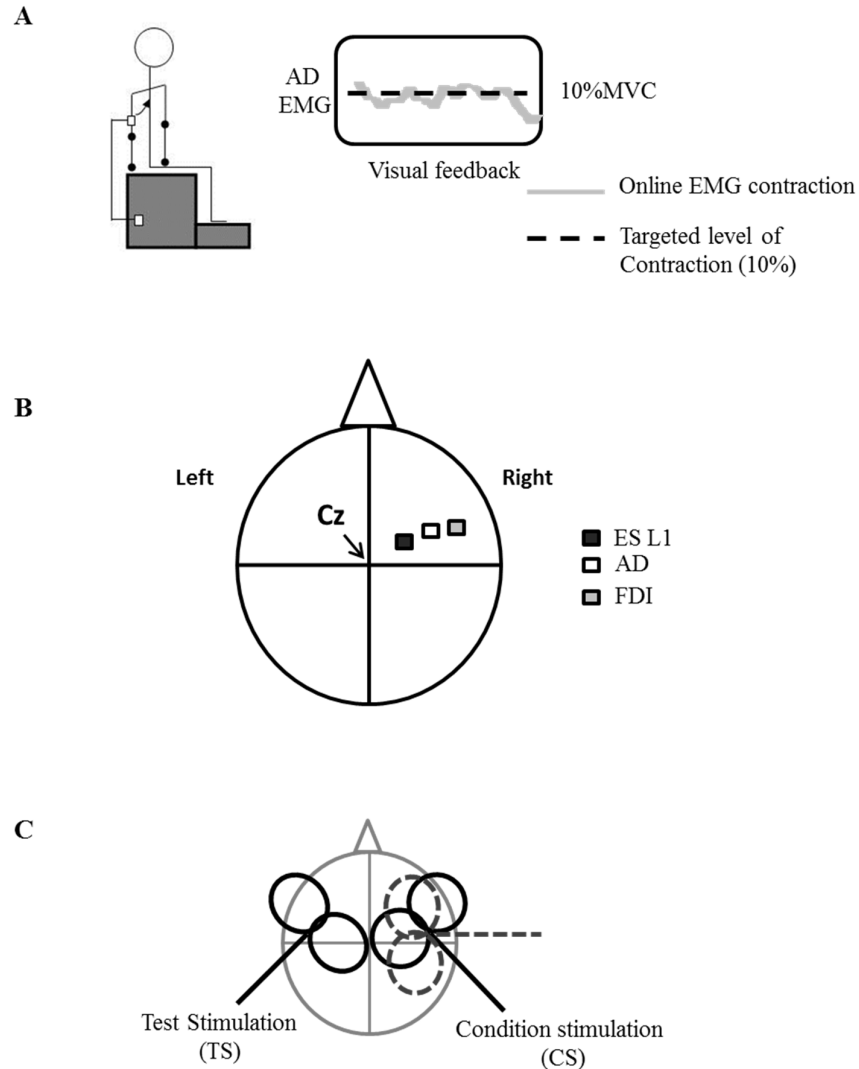 A
AD
EMG
10%MVC
Visual feedback
Online EMG contraction
Targeted level of
Contraction (10%)
B
Left
Right
Cz
ES L1
AD
FDI
C
Test Stimulation
(TS)
Condition stimulation
(CS)